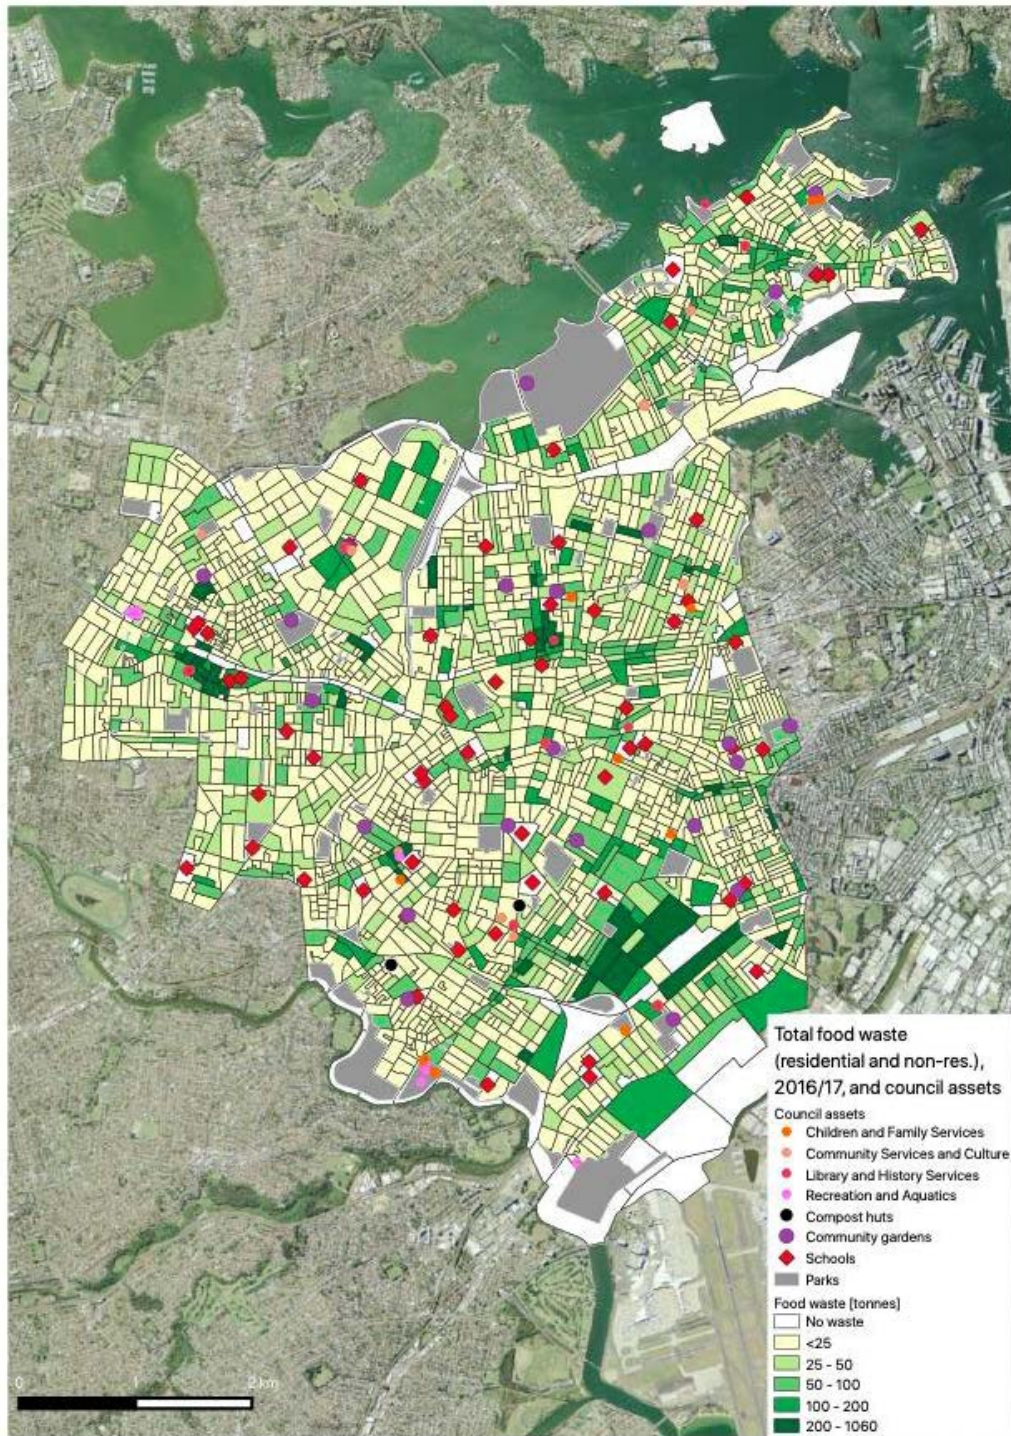 Total food waste
(residential and non-res.),
2016/17, and council assets
Council assets
Children and Family Services
Community Services and Culture
Library and History Services
Recreation and Aquatics
Compost huts
Community gardens
Schools
Parks
Food waste [tonnes]
No waste
<25
25 - 50
50 - 100
100 - 200
200 - 1060
0 1 2 km